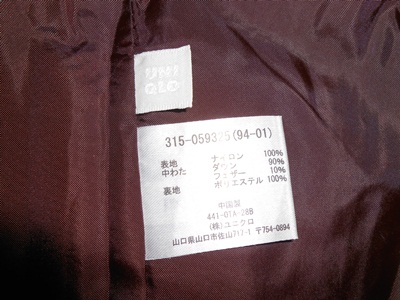 UNI
QLO
315-059325(94-01)
表地 ナイロン 100%
中わた ダウン 90%
フェザー 10%
裏地 ポリエステル 100%
中国製
441-01A-28B
(株)ユニクロ
山口県山口市佐山717-1 〒754-0894